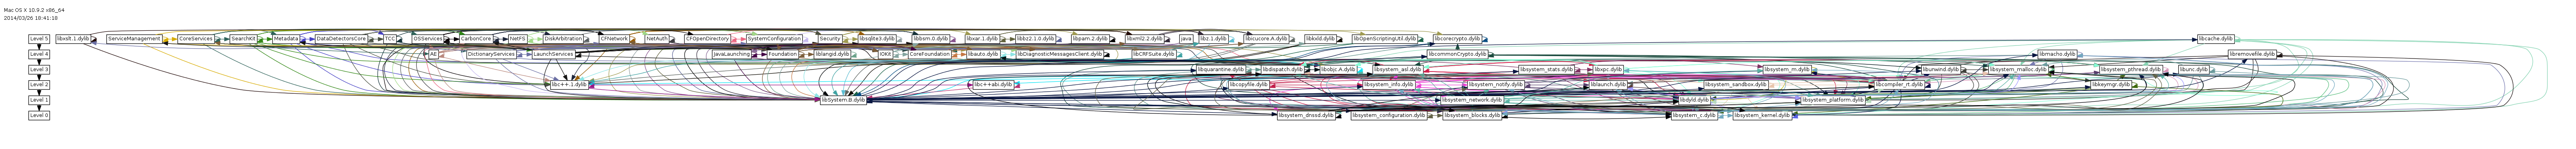 Mac OS X 10.9.2 x86_64
2014/03/26 18:41:18
Level 5
libxslt.1.dylib
ServiceManagement
CoreServices
SearchKit
Metadata
DataDetectorsCore
TCC
OSServices
CarbonCore
NetFS
DiskArbitration
CFNetwork
NetAuth
CFOpenDirectory
SystemConfiguration
Security
libsqlite3.dylib
libbsm.0.dylib
libxar.1.dylib
libbz2.1.0.dylib
libpam.2.dylib
libxml2.2.dylib
Java
libz.1.dylib
libcucore.A.dylib
libkxld.dylib
libOpenScriptingUtil.dylib
libcorecrypto.dylib
libcache.dylib
Level 4
AE
DictionaryServices
LaunchServices
JavaLaunching
Foundation
liblangid.dylib
IOKit
CoreFoundation
libauto.dylib
libDiagnosticMessagesClient.dylib
libCRFSuite.dylib
libcommonCrypto.dylib
libmacho.dylib
libremovefile.dylib
Level 3
libquarantine.dylib
libdispatch.dylib
libobjc.A.dylib
libsystem_asl.dylib
libsystem_stats.dylib
libxpc.dylib
libsystem_m.dylib
libunwind.dylib
libsystem_malloc.dylib
libsystem_pthread.dylib
libunc.dylib
Level 2
libc++.1.dylib
libc++abi.dylib
libcopyfile.dylib
libsystem_info.dylib
libsystem_notify.dylib
liblaunch.dylib
libsystem_sandbox.dylib
libcompiler_rt.dylib
libkeymgr.dylib
Level 1
libSystem.B.dylib
libsystem_network.dylib
libdyld.dylib
libsystem_platform.dylib
Level 0
libsystem_dnssd.dylib
libsystem_configuration.dylib
libsystem_blocks.dylib
libsystem_c.dylib
libsystem_kernel.dylib